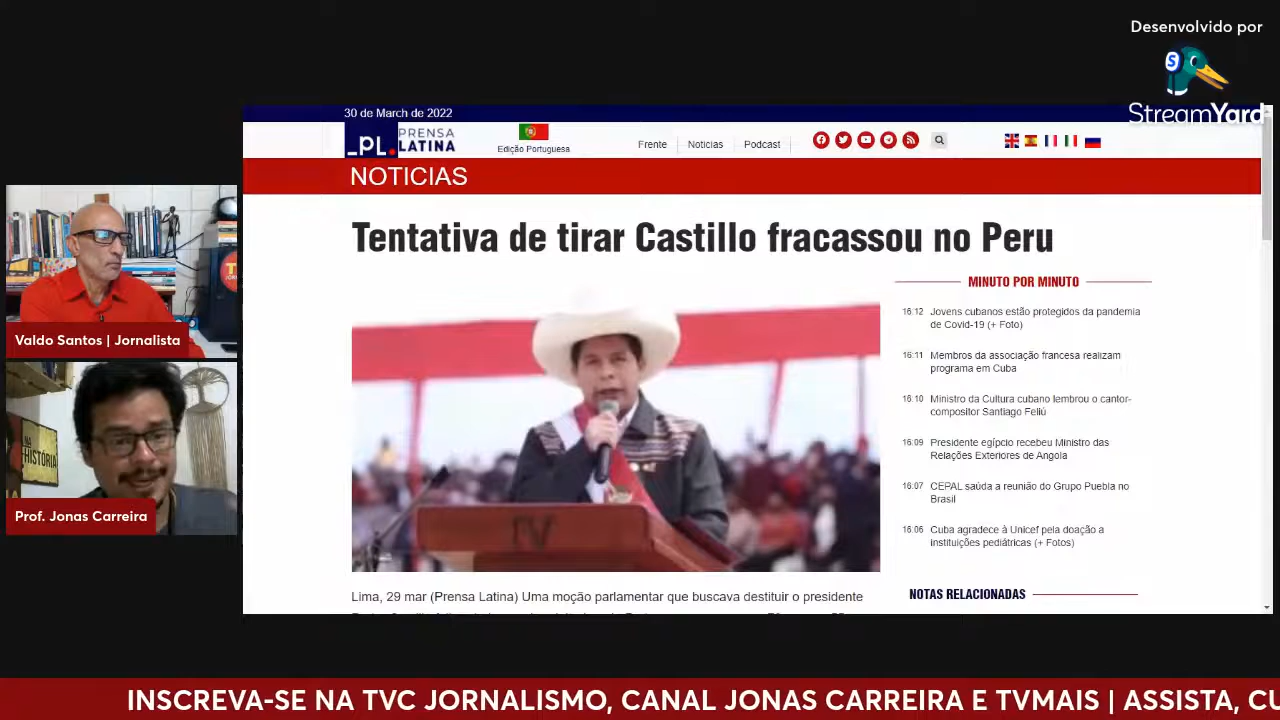 Desenvolvido por
StreamYard
30 de March de 2022
_PL. PRENSA LATINA
Edição Portuguesa
Frente
Noticias
Podcast
NOTICIAS
Tentativa de tirar Castillo fracassou no Peru
MINUTO POR MINUTO
16:12 Jovens cubanos estão protegidos da pandemia
de Covid-19 (+ Foto)
16:11 Membros da associação francesa realizam
programa em Cuba
16:10 Ministro da Cultura cubano lembrou o cantor-
compositor Santiago Feliú
16:09 Presidente egípcio recebeu Ministro das
Relações Exteriores de Angola
16:07 CEPAL saúda a reunião do Grupo Puebla no
Brasil
16:06 Cuba agradece à Unicef pela doação a
instituições pediátricas (+ Fotos)
NOTAS RELACIONADAS
Lima, 29 mar (Prensa Latina) Uma moção parlamentar que buscava destituir o presidente
Valdo Santos | Jornalista
NA
HISTÓRIA
Prof. Jonas Carreira
INSCREVA-SE NA TVC JORNALISMO, CANAL JONAS CARREIRA E TVMAIS | ASSISTA, CU